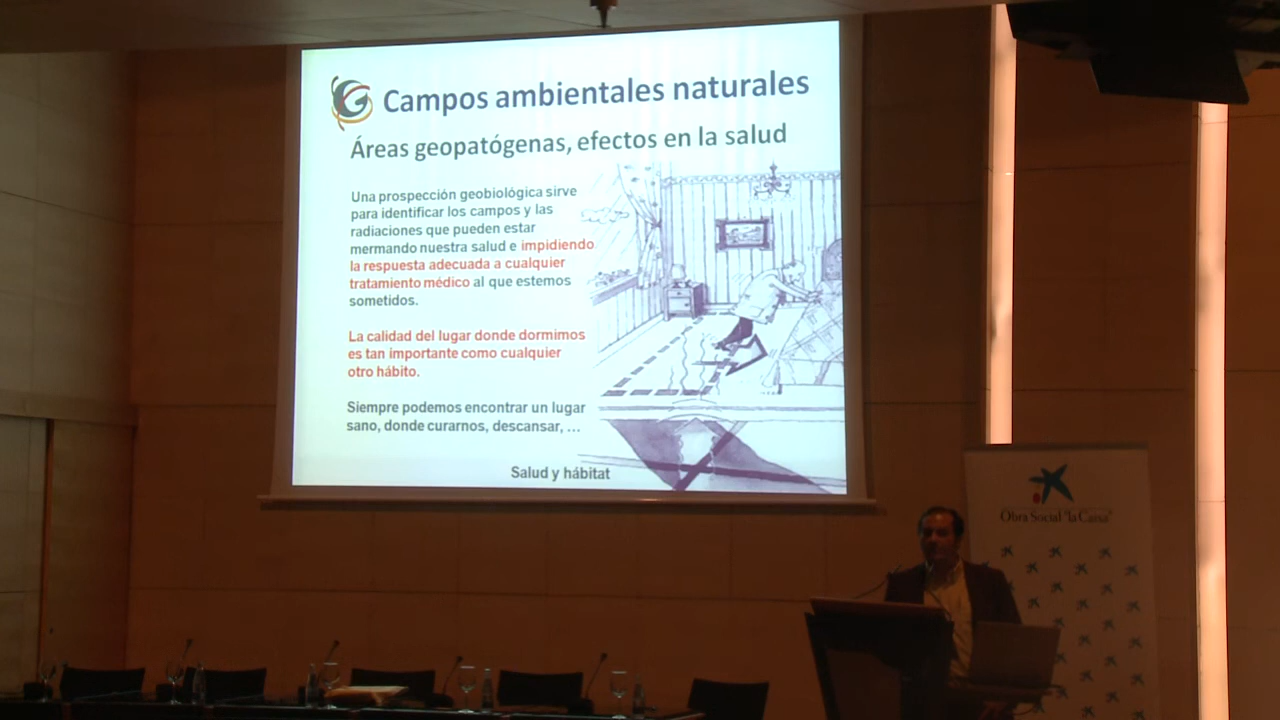 Campos ambientales naturales
Áreas geopatógenas, efectos en la salud
Una prospección geobiológica sirve
para identificar los campos y las
radiaciones que pueden estar
mermando nuestra salud e impidiendo
la respuesta adecuada a cualquier
tratamiento médico al que estemos
sometidos.
La calidad del lugar donde dormimos
es tan importante como cualquier
otro hábito.
Siempre podemos encontrar un lugar
sano, donde curarnos, descansar, ...
Salud y hábitat
Obra Social "la Caixa"